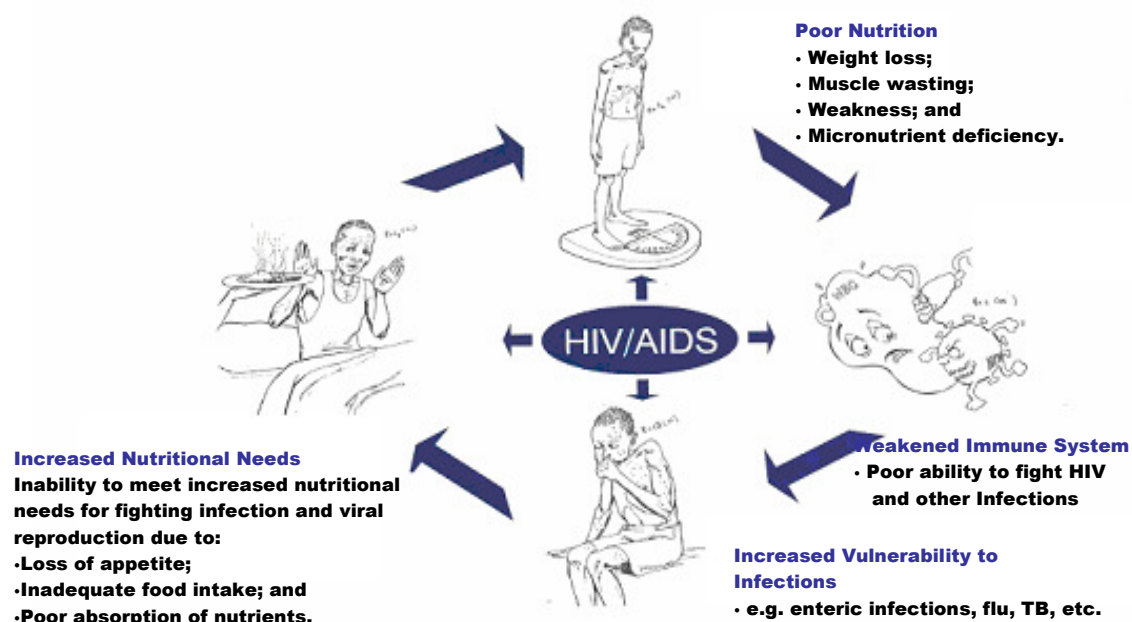 Poor Nutrition
• Weight loss;
• Muscle wasting;
• Weakness; and
• Micronutrient deficiency.
WBC
HIV/AIDS
Weakened Immune System
• Poor ability to fight HIV
and other Infections
Increased Nutritional Needs
Inability to meet increased nutritional
needs for fighting infection and viral
reproduction due to:
•Loss of appetite;
•Inadequate food intake; and
•Poor absorption of nutrients.
Increased Vulnerability to
Infections
• e.g. enteric infections, flu, TB, etc.